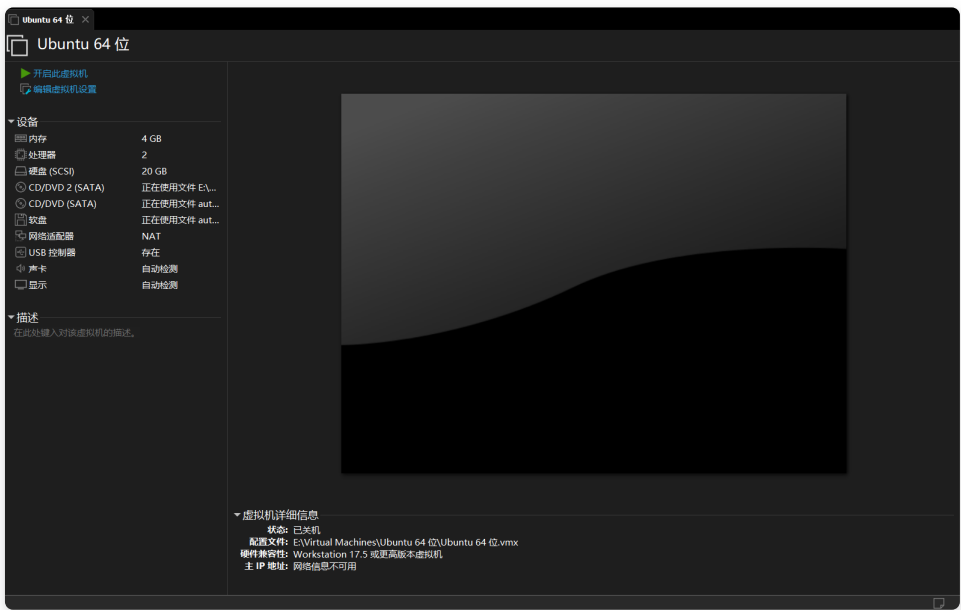 Ubuntu 64 位
Ubuntu 64 位
开启此虚拟机
编辑虚拟机设置
设备
内存 4 GB
处理器 2
硬盘 (SCSI) 20 GB
CD/DVD 2 (SATA) 正在使用文件 E:\...
CD/DVD (SATA) 正在使用文件 aut...
软盘 正在使用文件 aut...
网络适配器 NAT
USB 控制器 存在
声卡 自动检测
显示 自动检测
描述
在此处键入对该虚拟机的描述。
虚拟机详细信息
状态: 已关机
配置文件: E:\Virtual Machines\Ubuntu 64 位\Ubuntu 64 位.vmx
硬件兼容性: Workstation 17.5 或更高版本虚拟机
主 IP 地址: 网络信息不可用